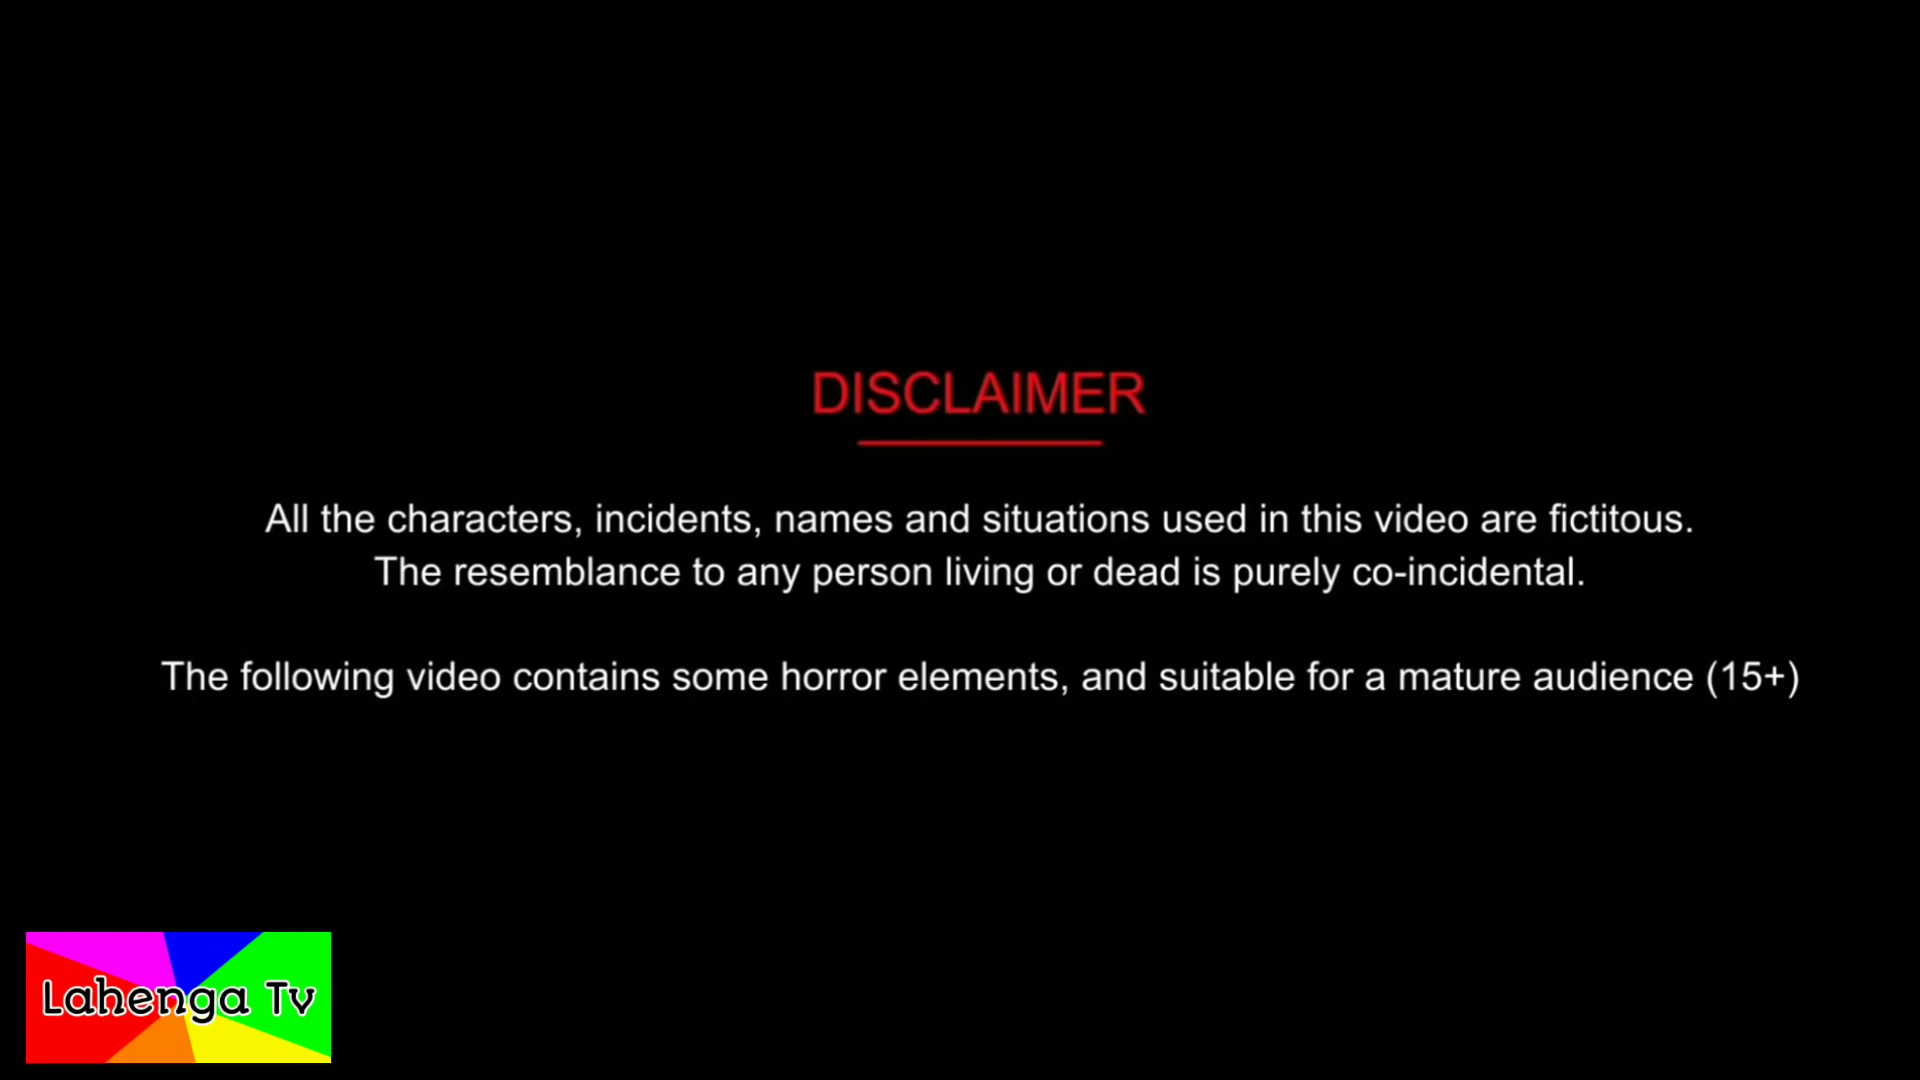 DISCLAIMER
All the characters, incidents, names and situations used in this video are fictitous.
The resemblance to any person living or dead is purely co-incidental.
The following video contains some horror elements, and suitable for a mature audience (15+)
Lahenga Tv